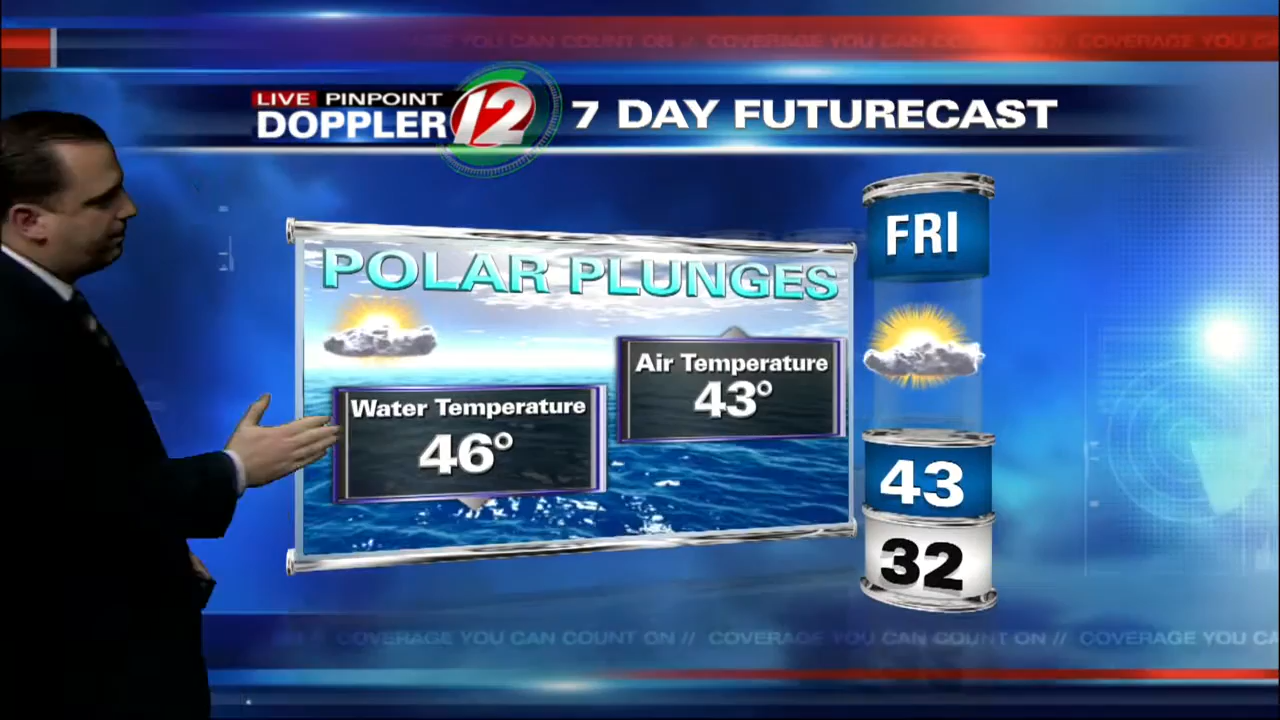 COVERAGE YOU CAN COUNT ON // COVERAGE YOU CAN COUNT ON // COVERAGE YOU C
LIVE PINPOINT
DOPPLER 12
7 DAY FUTURECAST
FRI
POLAR PLUNGES
Air Temperature
43°
Water Temperature
46°
43
32
COVERAGE YOU CAN COUNT ON // COVERAGE YOU CAN COUNT ON // COVERAGE YOU CA